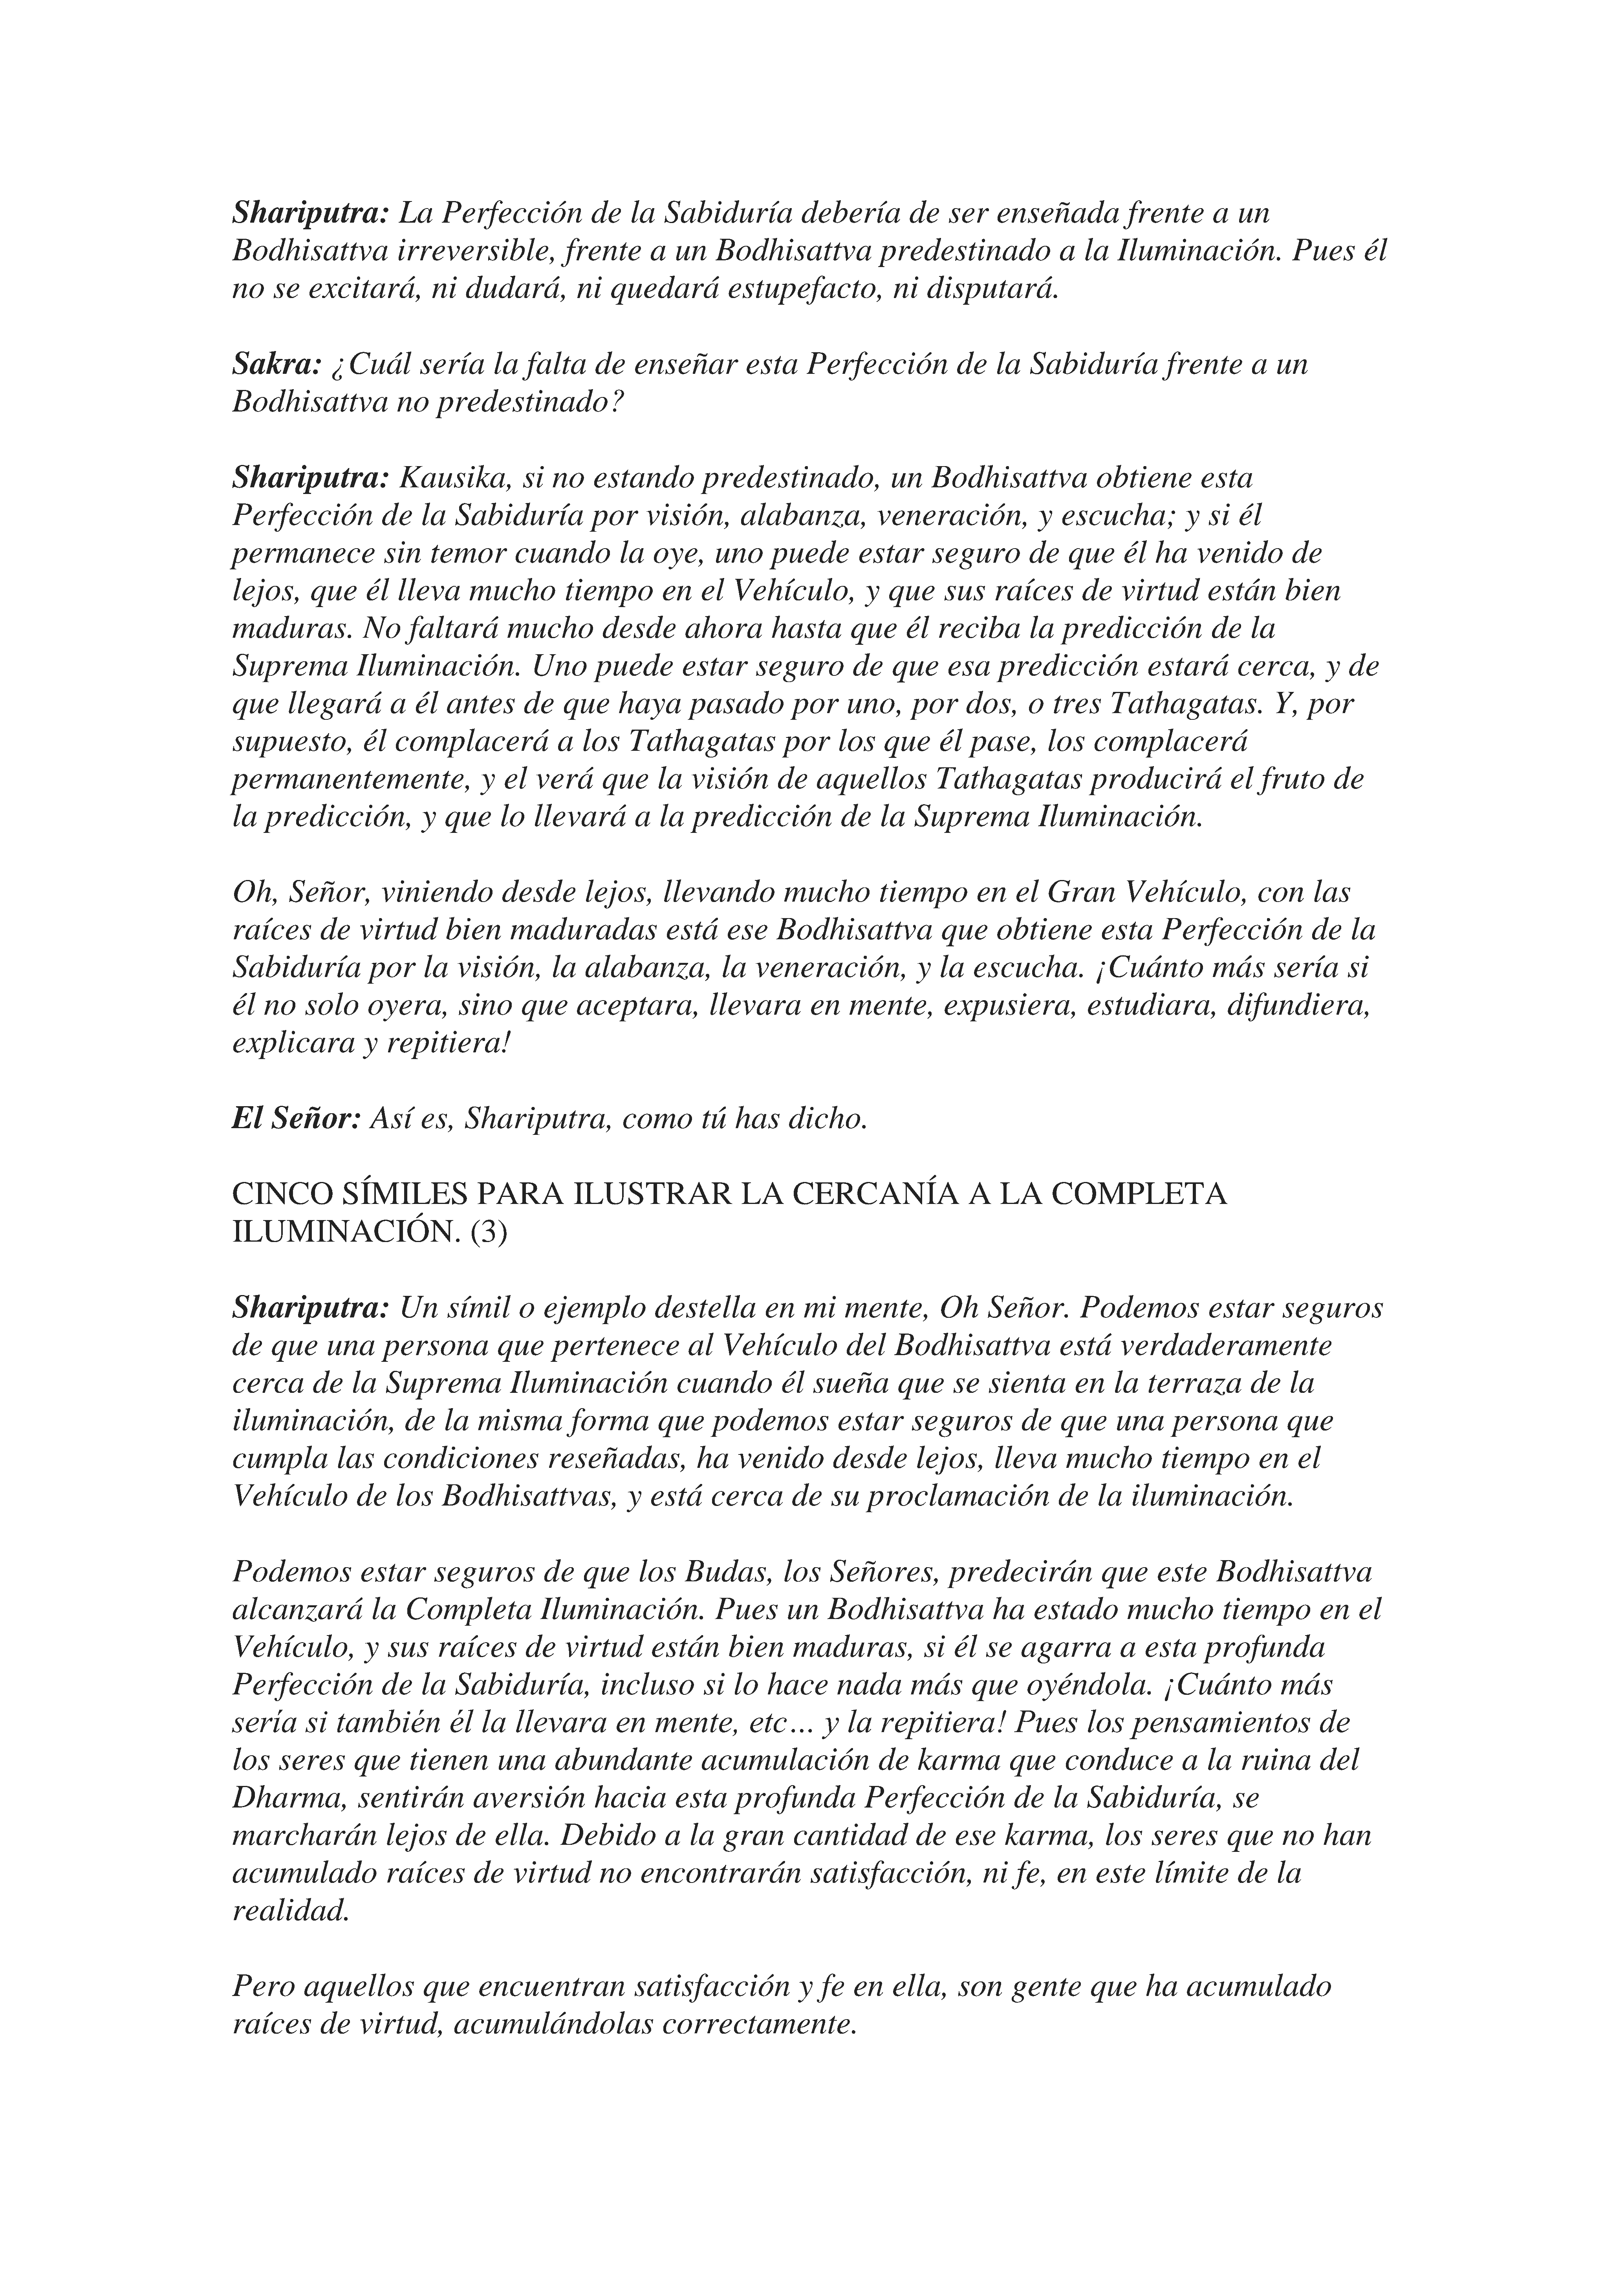 Shariputra: La Perfección de la Sabiduría debería de ser enseñada frente a un
Bodhisattva irreversible, frente a un Bodhisattva predestinado a la Iluminación. Pues él
no se excitará, ni dudará, ni quedará estupefacto, ni disputará.
Sakra: ¿Cuál sería la falta de enseñar esta Perfección de la Sabiduría frente a un
Bodhisattva no predestinado?
Shariputra: Kausika, si no estando predestinado, un Bodhisattva obtiene esta
Perfección de la Sabiduría por visión, alabanza, veneración, y escucha; y si él
permanece sin temor cuando la oye, uno puede estar seguro de que él ha venido de
lejos, que él lleva mucho tiempo en el Vehículo, y que sus raíces de virtud están bien
maduras. No faltará mucho desde ahora hasta que él reciba la predicción de la
Suprema Iluminación. Uno puede estar seguro de que esa predicción estará cerca, y de
que llegará a él antes de que haya pasado por uno, por dos, o tres Tathagatas. Y, por
supuesto, él complacerá a los Tathagatas por los que él pase, los complacerá
permanentemente, y el verá que la visión de aquellos Tathagatas producirá el fruto de
la predicción, y que lo llevará a la predicción de la Suprema Iluminación.
Oh, Señor, viniendo desde lejos, llevando mucho tiempo en el Gran Vehículo, con las
raíces de virtud bien maduradas está ese Bodhisattva que obtiene esta Perfección de la
Sabiduría por la visión, la alabanza, la veneración, y la escucha. ¡Cuánto más sería si
él no solo oyera, sino que aceptara, llevara en mente, expusiera, estudiara, difundiera,
explicara y repitiera!
El Señor: Así es, Shariputra, como tú has dicho.
CINCO SÍMILES PARA ILUSTRAR LA CERCANÍA A LA COMPLETA
ILUMINACIÓN. (3)
Shariputra: Un símil o ejemplo destella en mi mente, Oh Señor. Podemos estar seguros
de que una persona que pertenece al Vehículo del Bodhisattva está verdaderamente
cerca de la Suprema Iluminación cuando él sueña que se sienta en la terraza de la
iluminación, de la misma forma que podemos estar seguros de que una persona que
cumpla las condiciones reseñadas, ha venido desde lejos, lleva mucho tiempo en el
Vehículo de los Bodhisattvas, y está cerca de su proclamación de la iluminación.
Podemos estar seguros de que los Budas, los Señores, predecirán que este Bodhisattva
alcanzará la Completa Iluminación. Pues un Bodhisattva ha estado mucho tiempo en el
Vehículo, y sus raíces de virtud están bien maduras, si él se agarra a esta profunda
Perfección de la Sabiduría, incluso si lo hace nada más que oyéndola. ¡Cuánto más
sería si también él la llevara en mente, etc… y la repitiera! Pues los pensamientos de
los seres que tienen una abundante acumulación de karma que conduce a la ruina del
Dharma, sentirán aversión hacia esta profunda Perfección de la Sabiduría, se
marcharán lejos de ella. Debido a la gran cantidad de ese karma, los seres que no han
acumulado raíces de virtud no encontrarán satisfacción, ni fe, en este límite de la
realidad.
Pero aquellos que encuentran satisfacción y fe en ella, son gente que ha acumulado
raíces de virtud, acumulándolas correctamente.